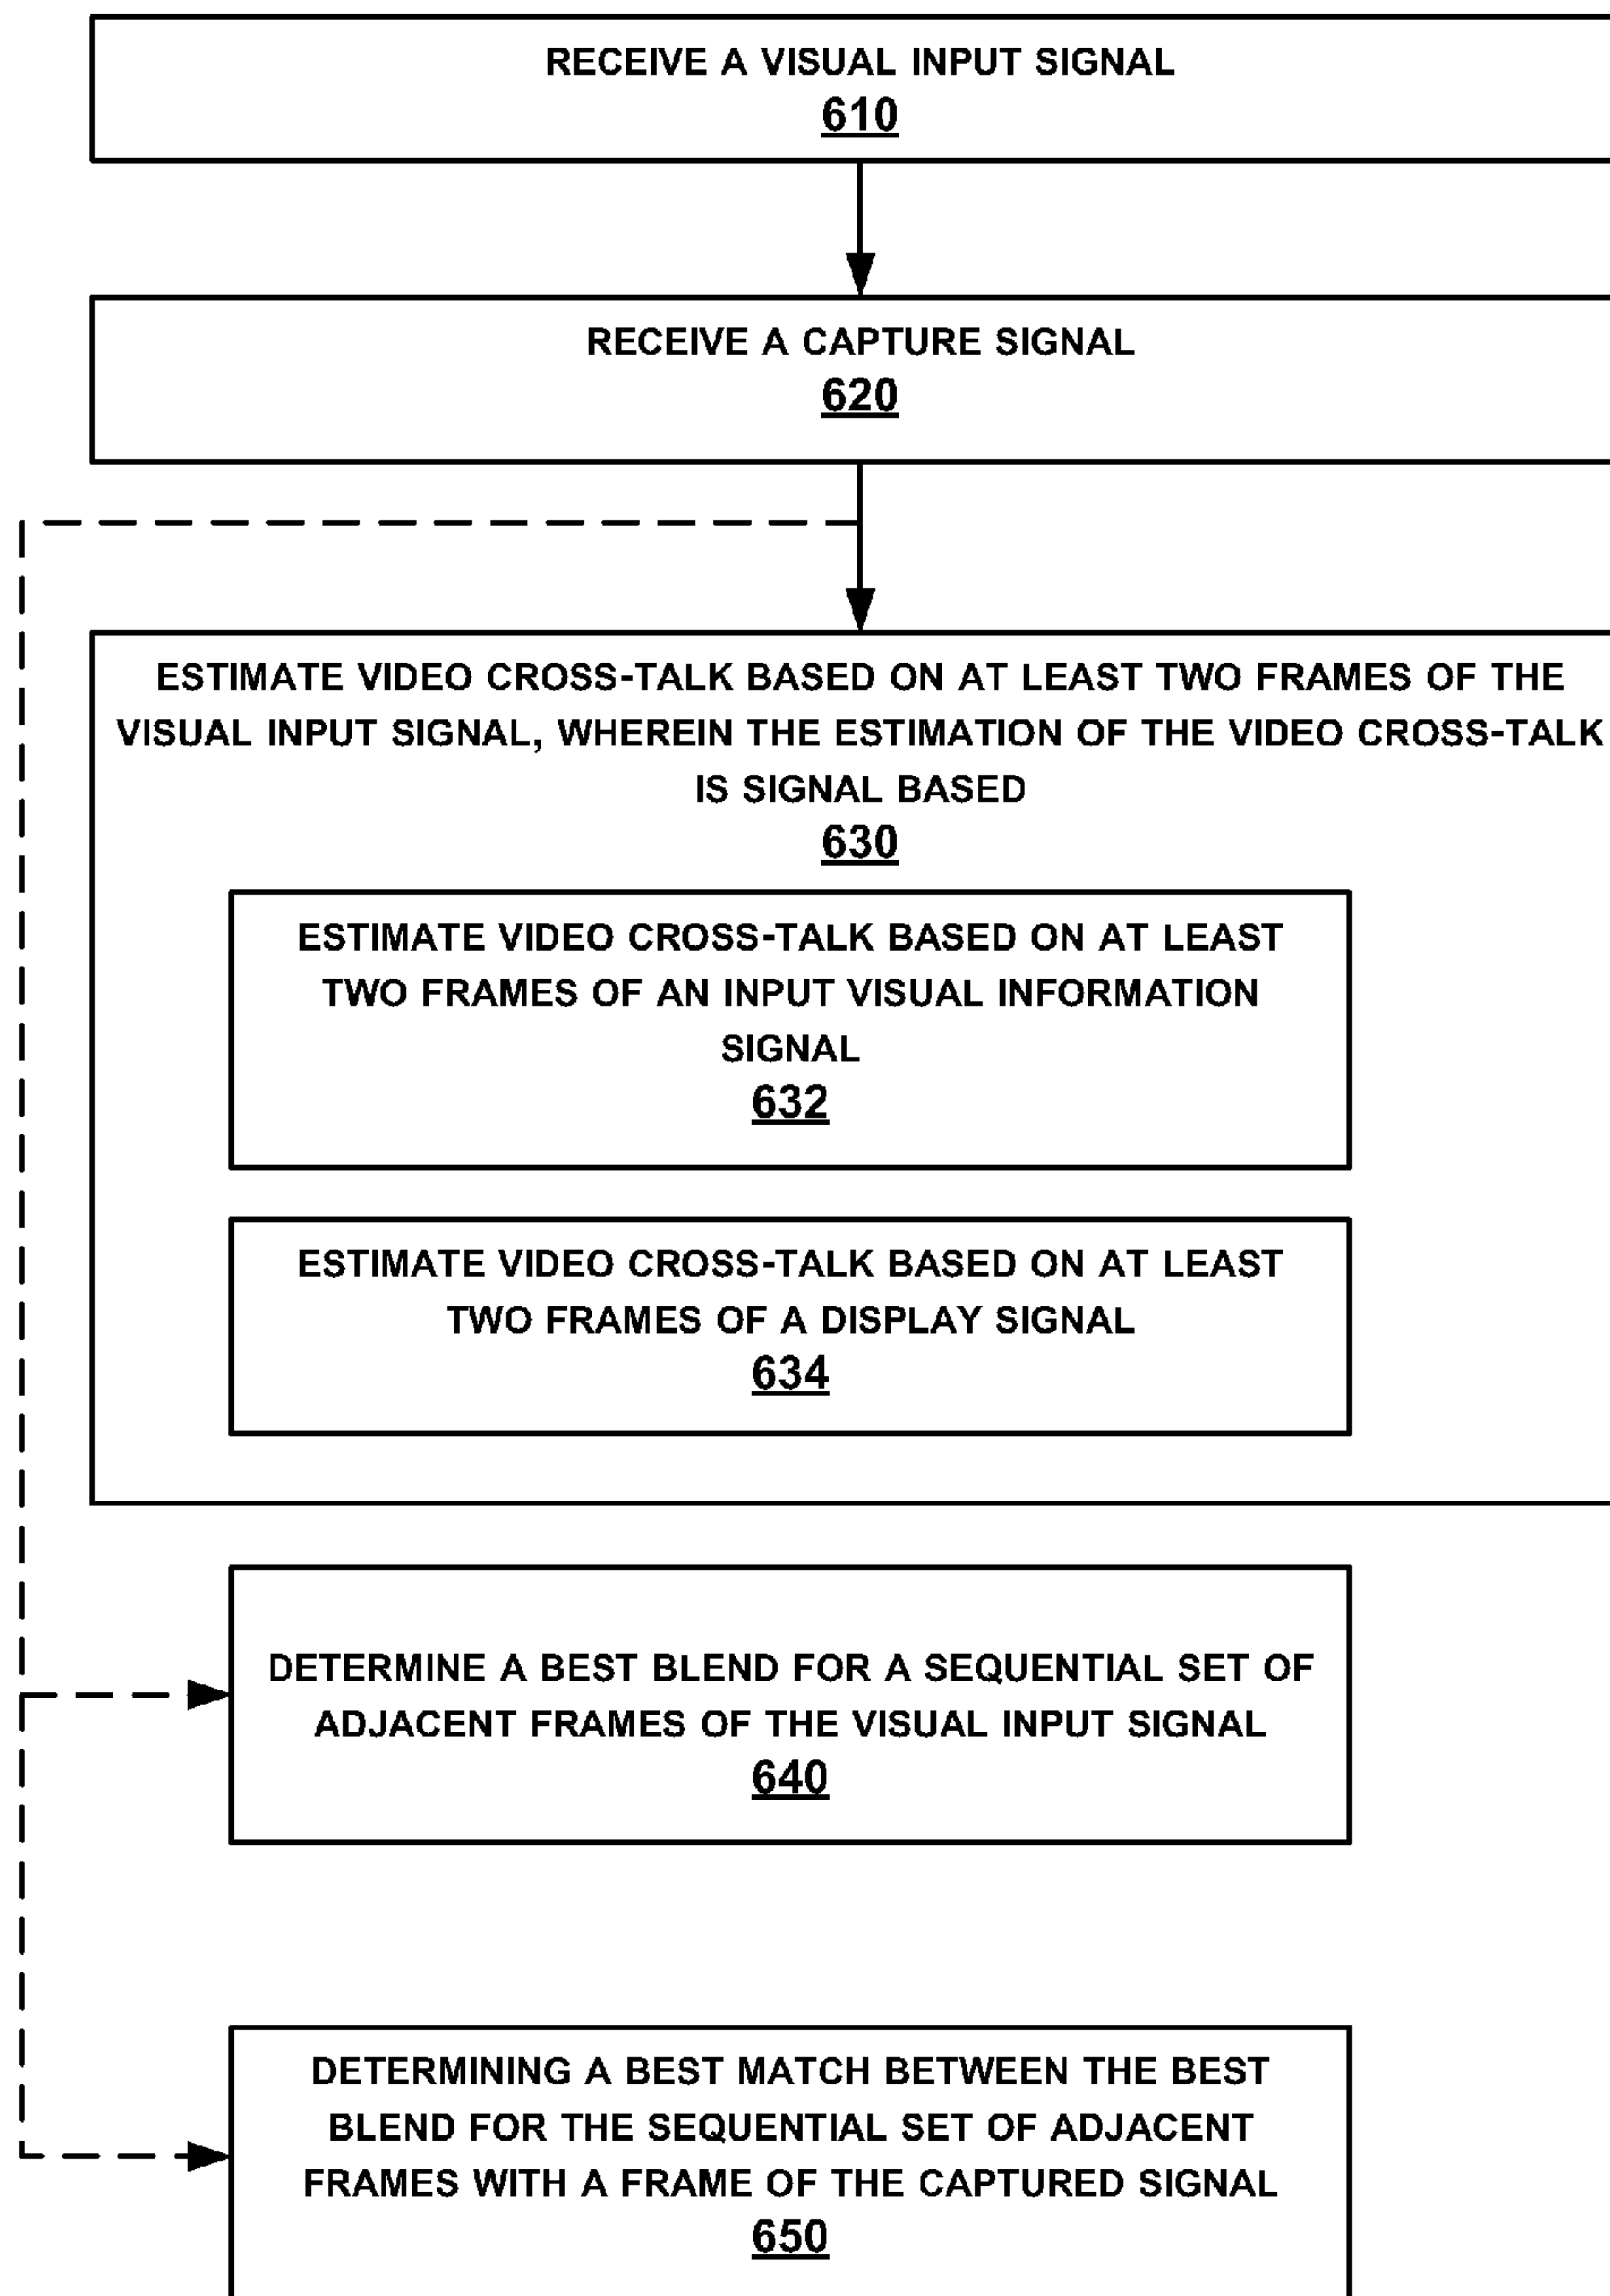 RECEIVE A VISUAL INPUT SIGNAL
610
RECEIVE A CAPTURE SIGNAL
620
ESTIMATE VIDEO CROSS-TALK BASED ON AT LEAST TWO FRAMES OF THE
VISUAL INPUT SIGNAL, WHEREIN THE ESTIMATION OF THE VIDEO CROSS-TALK
IS SIGNAL BASED
630
ESTIMATE VIDEO CROSS-TALK BASED ON AT LEAST
TWO FRAMES OF AN INPUT VISUAL INFORMATION
SIGNAL
632
ESTIMATE VIDEO CROSS-TALK BASED ON AT LEAST
TWO FRAMES OF A DISPLAY SIGNAL
634
DETERMINE A BEST BLEND FOR A SEQUENTIAL SET OF
ADJACENT FRAMES OF THE VISUAL INPUT SIGNAL
640
DETERMINING A BEST MATCH BETWEEN THE BEST
BLEND FOR THE SEQUENTIAL SET OF ADJACENT
FRAMES WITH A FRAME OF THE CAPTURED SIGNAL
650